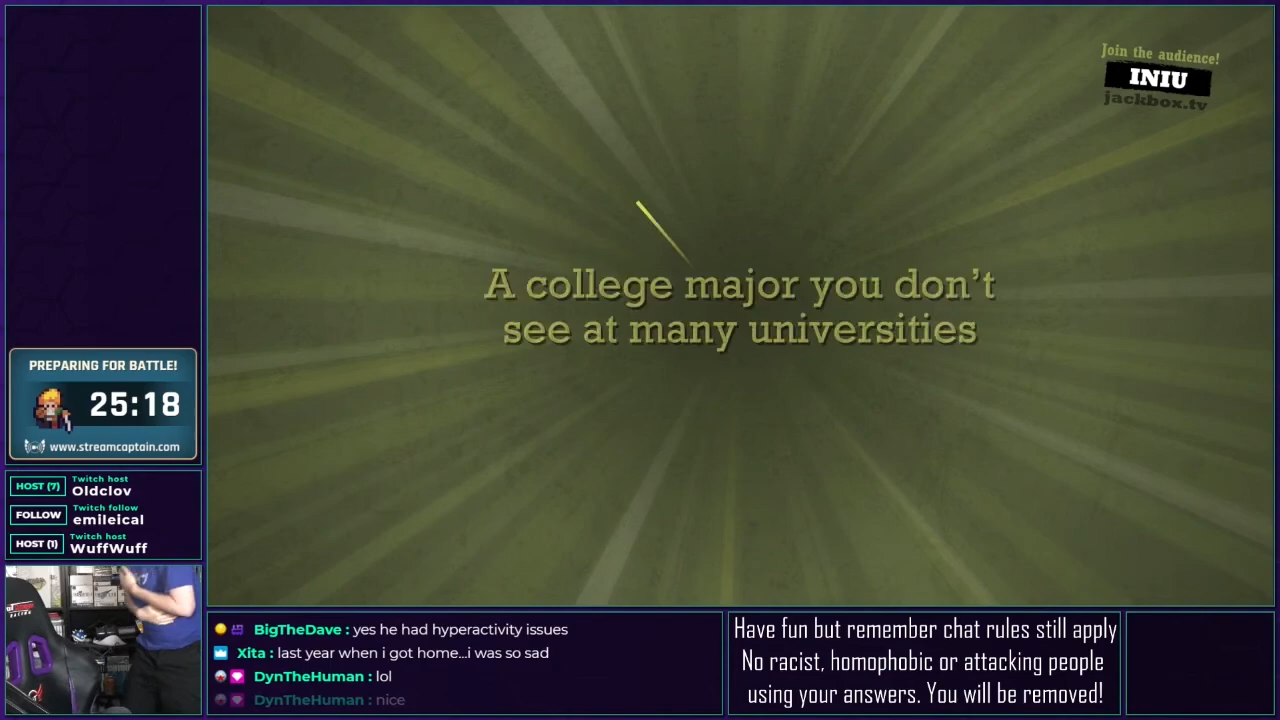 Join the audience!
INIU
jackbox.tv
A college major you don't
see at many universities
PREPARING FOR BATTLE!
25:18
www.streamcaptain.com
HOST (7)
Twitch host
Oldclov
FOLLOW
Twitch follow
emileical
HOST (1)
Twitch host
WuffWuff
BigTheDave : yes he had hyperactivity issues
Xita : last year when i got home...i was so sad
DynTheHuman : lol
DynTheHuman : nice
Have fun but remember chat rules still apply
No racist, homophobic or attacking people
using your answers. You will be removed!